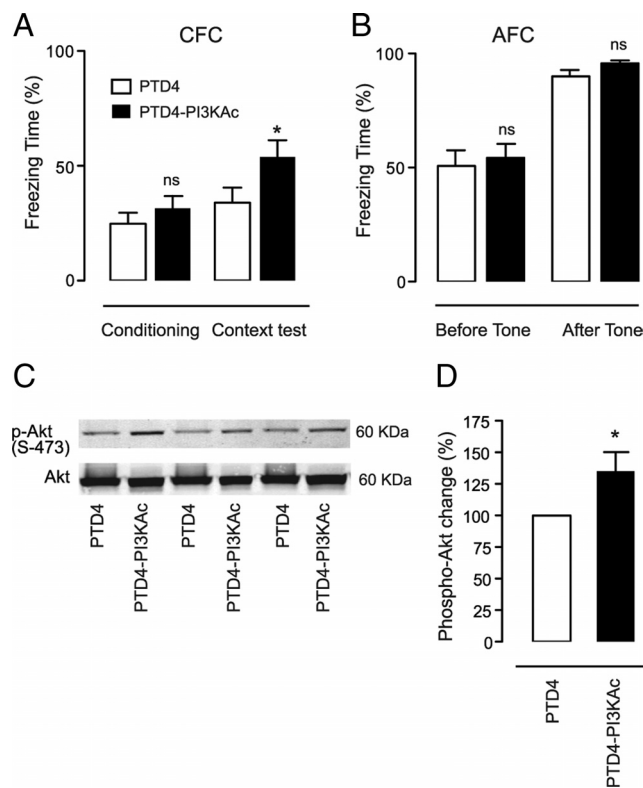 A
CFC
Freezing Time (%)
100
50
0
PTD4
PTD4-PI3KAc
ns
*
Conditioning
Context test
B
AFC
Freezing Time (%)
100
50
0
ns
ns
Before Tone
After Tone
C
p-Akt
(S-473)
60 KDa
Akt
60 KDa
PTD4
PTD4-PI3KAc
PTD4
PTD4-PI3KAc
PTD4
PTD4-PI3KAc
D
Phospho-Akt change (%)
175
150
125
100
75
50
25
0
*
PTD4
PTD4-PI3KAc